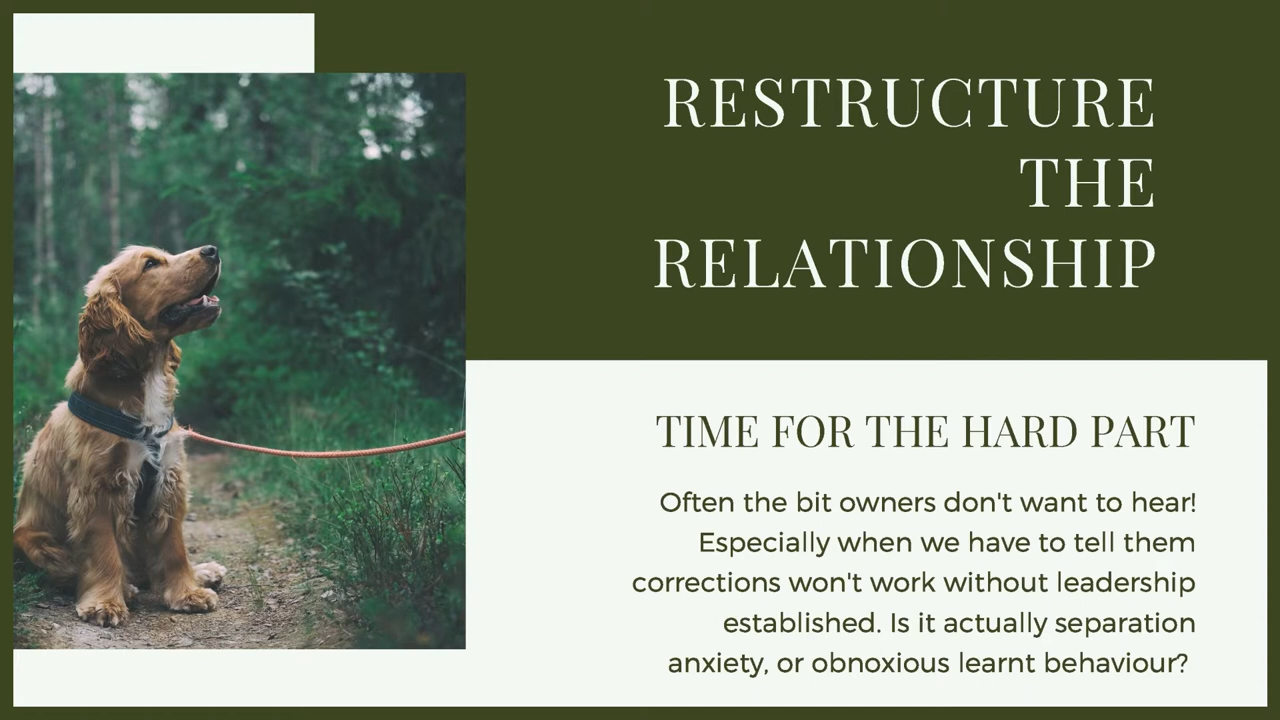 RESTRUCTURE
THE
RELATIONSHIP
TIME FOR THE HARD PART
Often the bit owners don't want to hear!
Especially when we have to tell them
corrections won't work without leadership
established. Is it actually separation
anxiety, or obnoxious learnt behaviour?